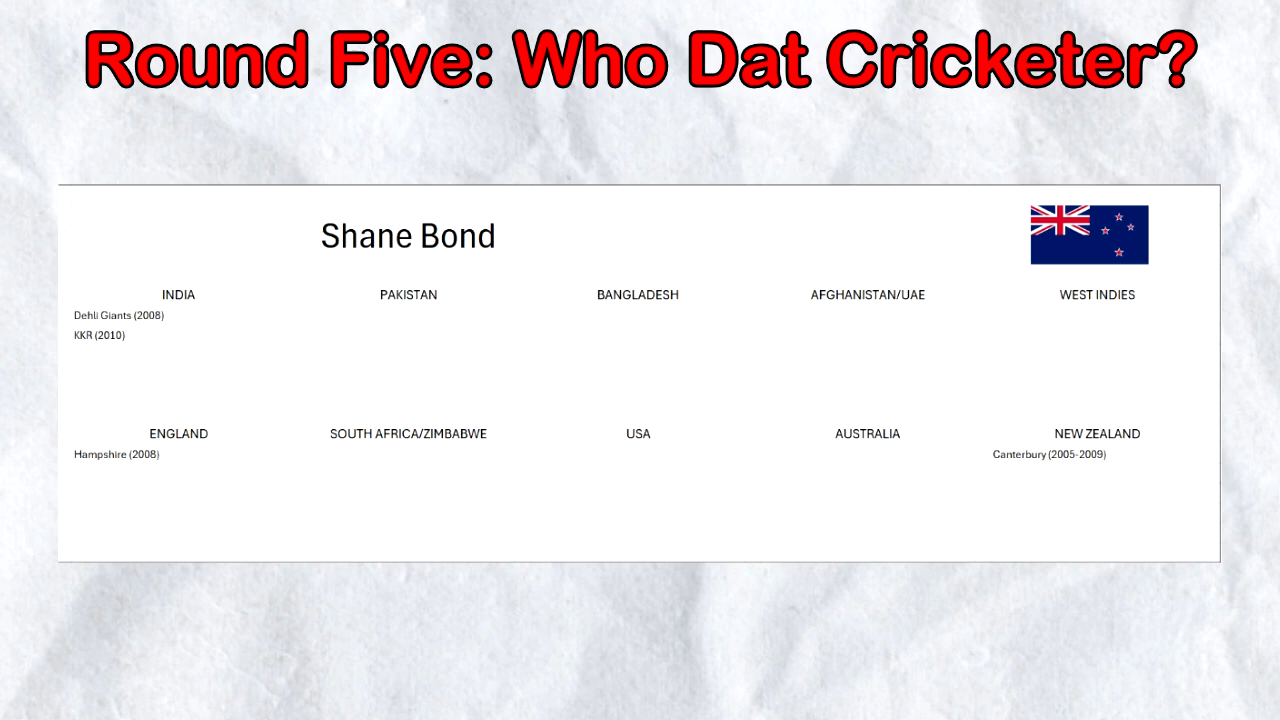 Round Five: Who Dat Cricketer?
Shane Bond
INDIA
PAKISTAN
BANGLADESH
AFGHANISTAN/UAE
WEST INDIES
Dehli Giants (2008)
KKR (2010)
ENGLAND
SOUTH AFRICA/ZIMBABWE
USA
AUSTRALIA
NEW ZEALAND
Hampshire (2008)
Canterbury (2005-2009)